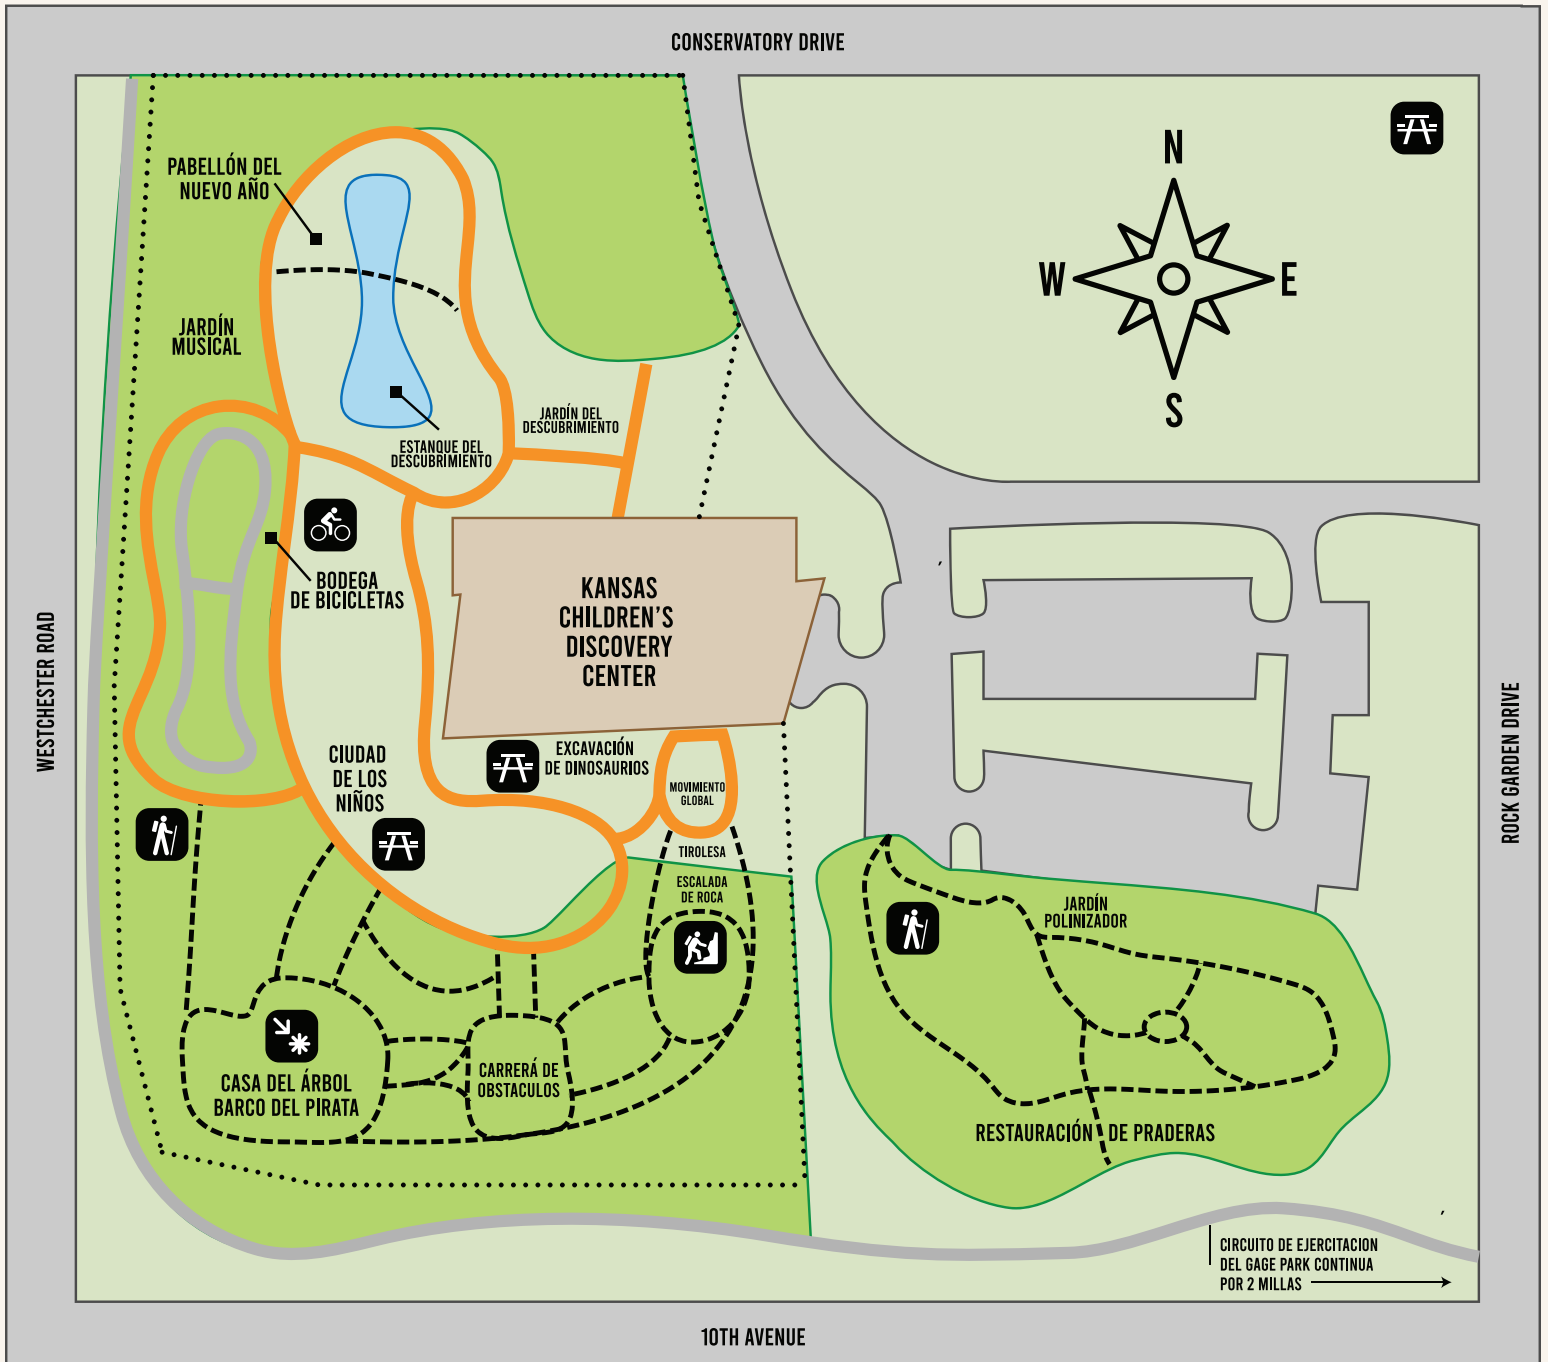 CONSERVATORY DRIVE
PABELLÓN DEL
NUEVO AÑO
N
W
E
S
JARDÍN
MUSICAL
JARDÍN DEL
DESCUBRIMIENTO
ESTANQUE DEL
DESCUBRIMIENTO
BODEGA
DE BICICLETAS
KANSAS
CHILDREN'S
DISCOVERY
CENTER
WESTCHESTER ROAD
ROCK GARDEN DRIVE
CIUDAD
DE LOS
NIÑOS
EXCAVACIÓN
DE DINOSAURIOS
MOVIMIENTO
GLOBAL
TIROLESA
ESCALADA
DE ROCA
JARDÍN
POLINIZADOR
CASA DEL ÁRBOL
BARCO DEL PIRATA
CARRERÁ DE
OBSTACULOS
RESTAURACIÓN DE PRADERAS
CIRCUITO DE EJERCITACION
DEL GAGE PARK CONTINUA
POR 2 MILLAS
10TH AVENUE